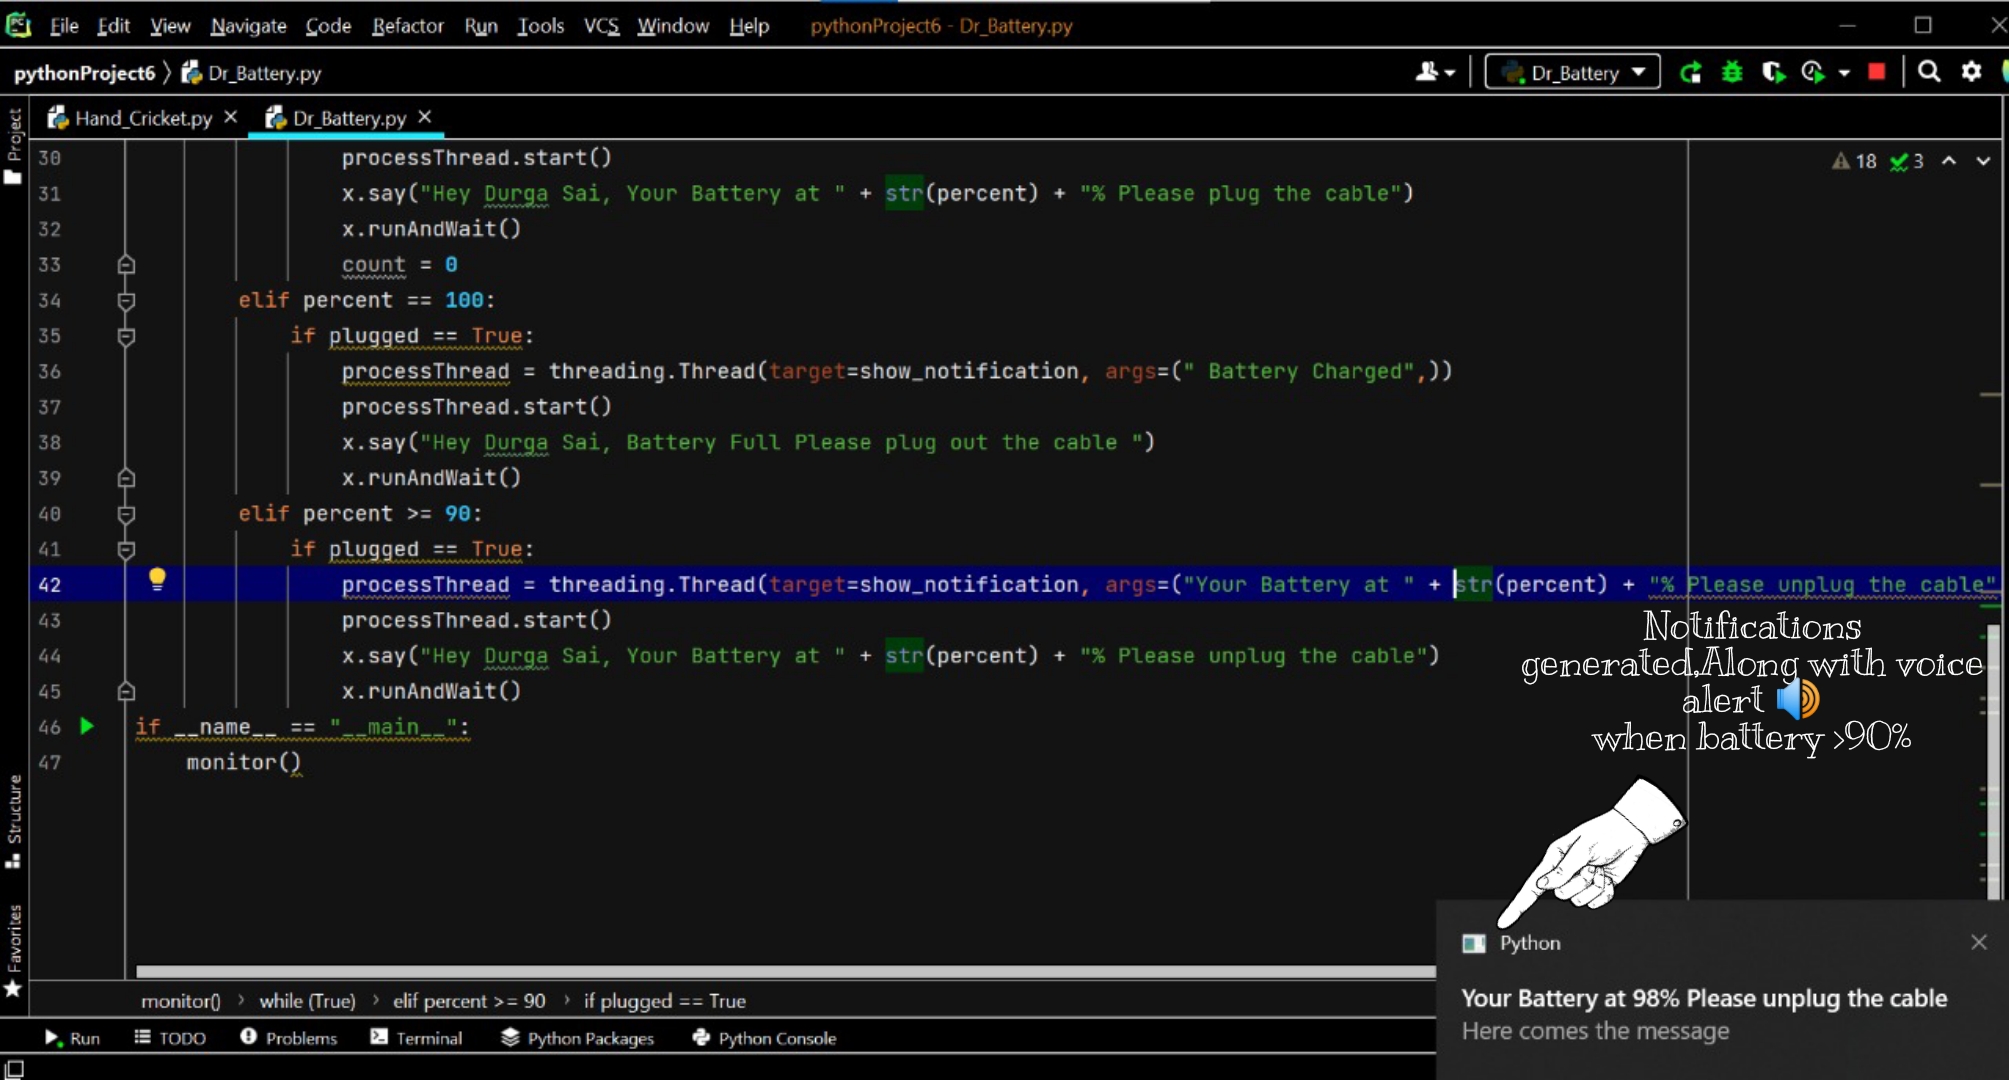 File Edit View Navigate Code Refactor Run Tools VCS Window Help pythonProject6 - Dr_Battery.py
pythonProject6 Dr_Battery.py Dr_Battery
Project
Hand_Cricket.py Dr_Battery.py
18 3
30 processThread.start()
31 x.say("Hey Durga Sai, Your Battery at " + str(percent) + "% Please plug the cable")
32 x.runAndWait()
33 count = 0
34 elif percent == 100:
35 if plugged == True:
36 processThread = threading.Thread(target=show_notification, args=(" Battery Charged",))
37 processThread.start()
38 x.say("Hey Durga Sai, Battery Full Please plug out the cable ")
39 x.runAndWait()
40 elif percent >= 90:
41 if plugged == True:
42 processThread = threading.Thread(target=show_notification, args=("Your Battery at " + str(percent) + "% Please unplug the cable"
43 processThread.start()
44 x.say("Hey Durga Sai, Your Battery at " + str(percent) + "% Please unplug the cable")
45 x.runAndWait()
46 if __name__ == "__main__":
47 monitor()
Notifications
generated,Along with voice
alert
when battery >90%
Structure
Favorites
Python
Your Battery at 98% Please unplug the cable
Here comes the message
monitor() › while (True) › elif percent >= 90 › if plugged == True
Run TODO Problems Terminal Python Packages Python Console